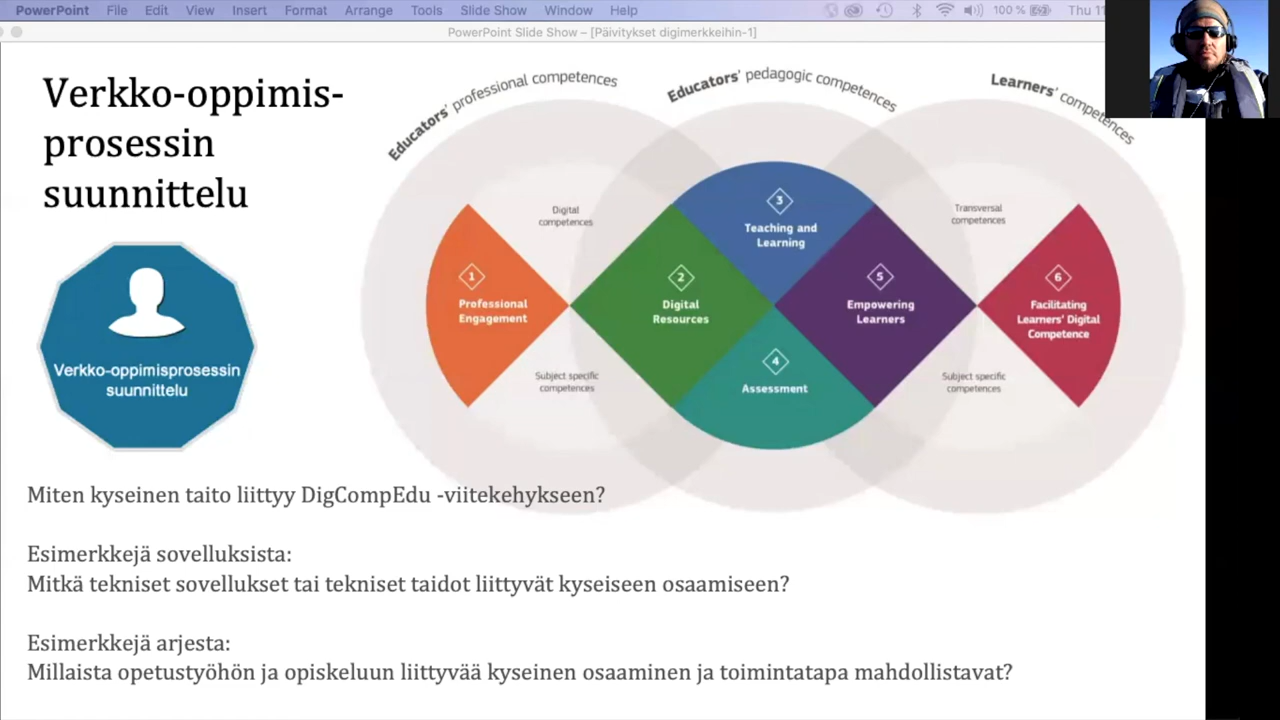 PowerPoint File Edit View Insert Format Arrange Tools Slide Show Window Help 100 % Thu 11
PowerPoint Slide Show – [Päivitykset digimerkkeihin-1]
Verkko-oppimis-
prosessin
suunnittelu
Educators' professional competences
Educators' pedagogic competences
Learners' competences
Digital
competences
Transversal
competences
1
Professional
Engagement
2
Digital
Resources
3
Teaching and
Learning
4
Assessment
5
Empowering
Learners
6
Facilitating
Learners' Digital
Competence
Subject specific
competences
Subject specific
competences
Verkko-oppimisprosessin
suunnittelu
Miten kyseinen taito liittyy DigCompEdu -viitekehykseen?
Esimerkkejä sovelluksista:
Mitkä tekniset sovellukset tai tekniset taidot liittyvät kyseiseen osaamiseen?
Esimerkkejä arjesta:
Millaista opetustyöhön ja opiskeluun liittyvää kyseinen osaaminen ja toimintatapa mahdollistavat?